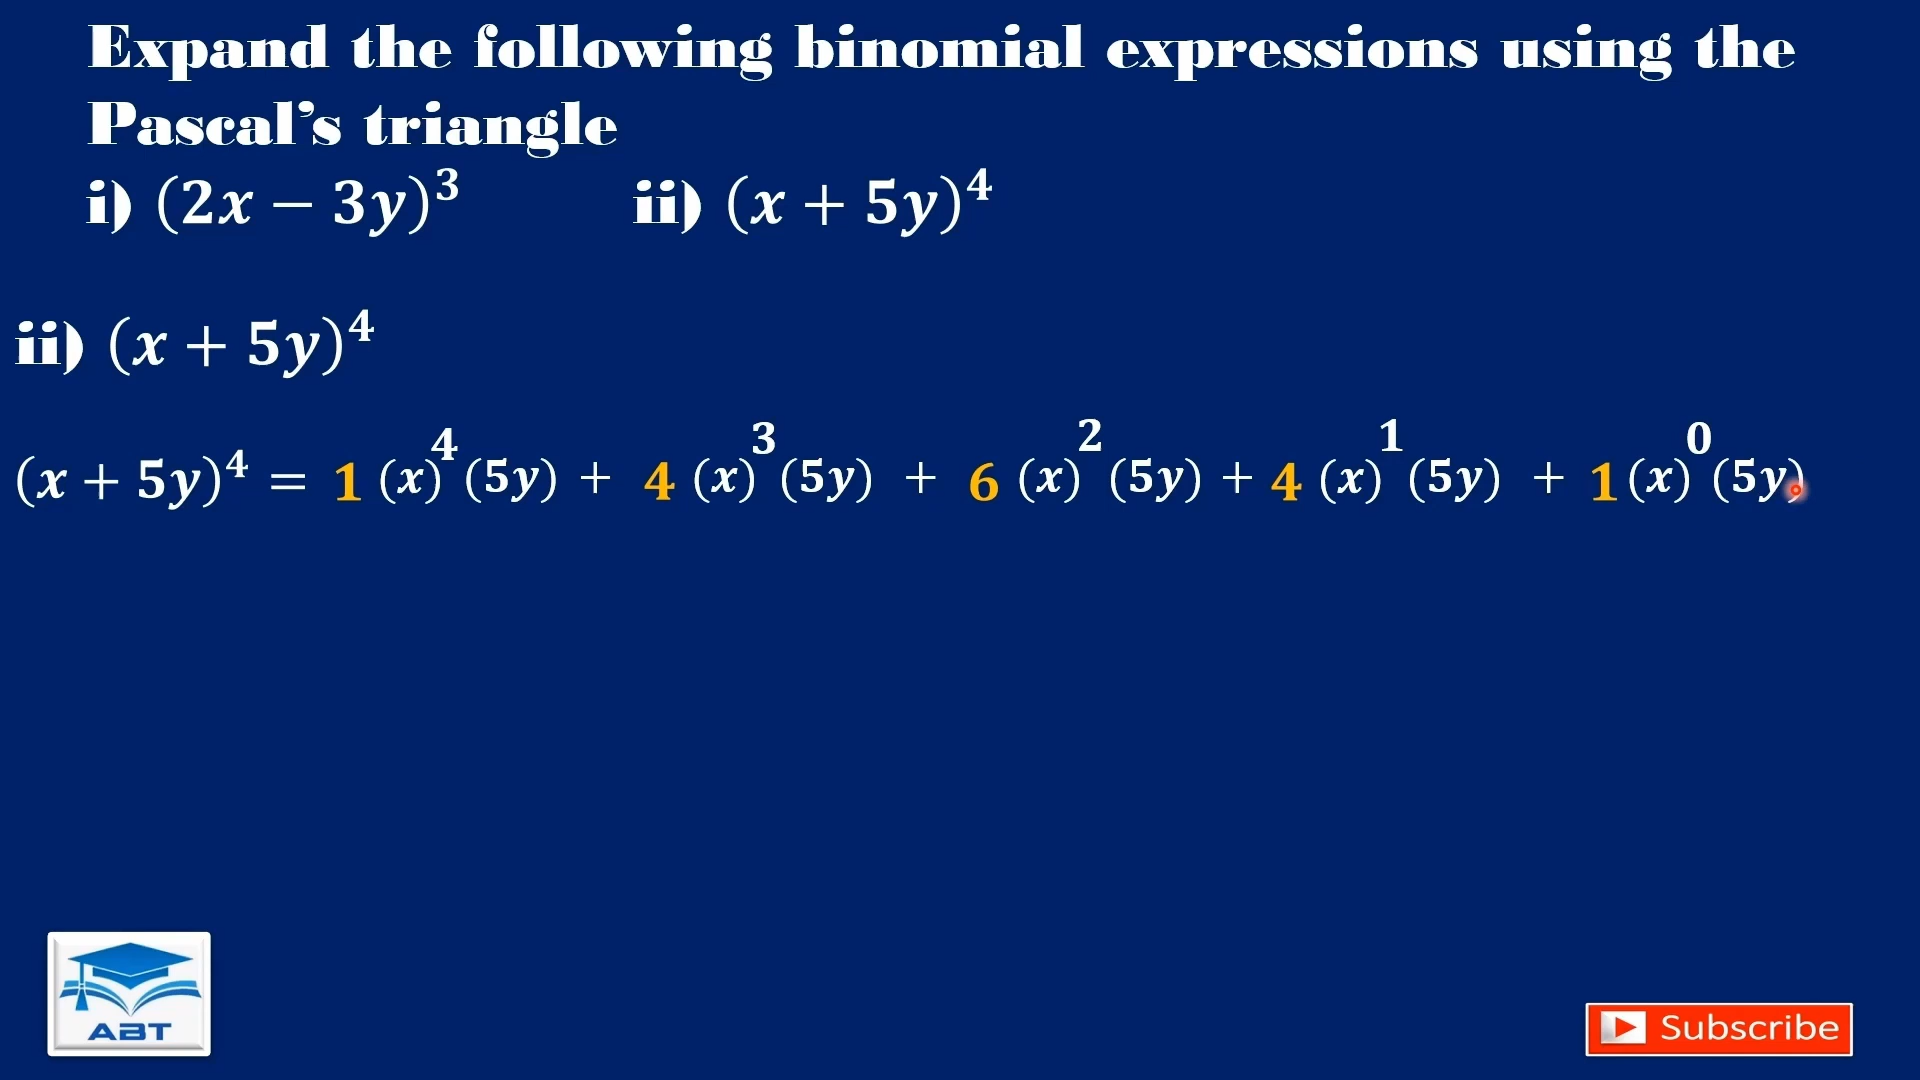 Expand the following binomial expressions using the
Pascal's triangle
i) (2x − 3y)³ ii) (x + 5y)⁴
ii) (x + 5y)⁴
(x + 5y)⁴ = 1 (x)⁴(5y) + 4 (x)³(5y) + 6 (x)²(5y) + 4 (x)¹(5y) + 1(x)⁰(5y)
ABT
Subscribe